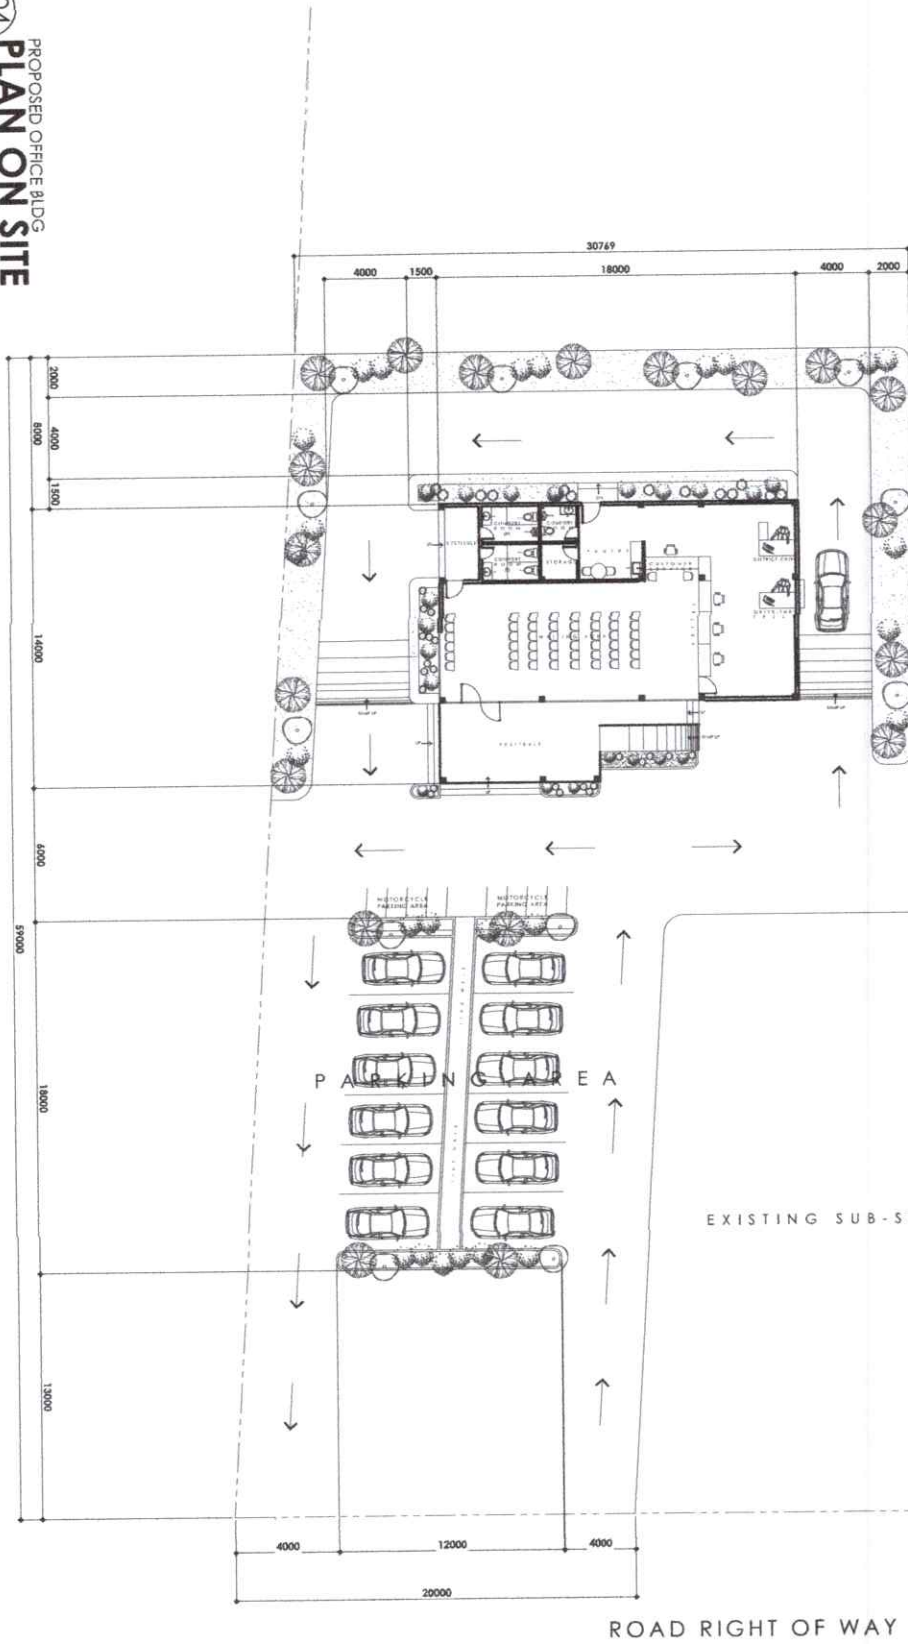 PROPOSED OFFICE BLDG
PLAN ON SITE
30769
4000 1500 18000 4000 2000
2000
4000
8000
1500
14000
6000
59000
18000
13000
STORAGE
PANTRY
VESTIBULE
MOTORCYCLE
PARKING AREA
MOTORCYCLE
PARKING AREA
PARKING AREA
EXISTING SUB-S
4000 12000 4000
20000
ROAD RIGHT OF WAY